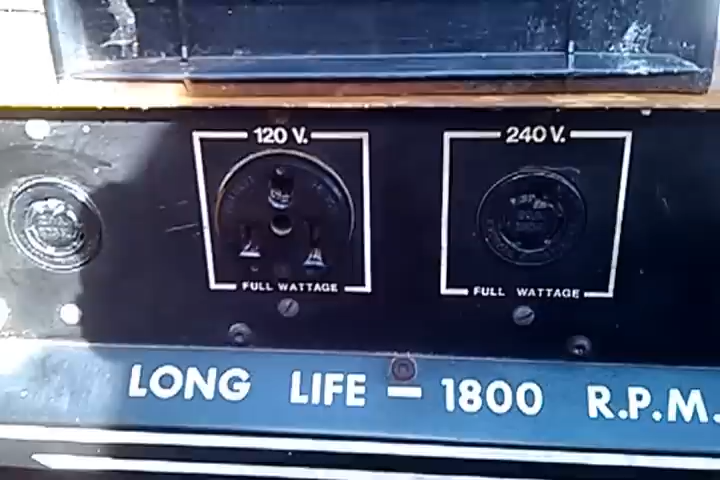 120 V.
240 V.
FULL WATTAGE
FULL WATTAGE
LONG LIFE — 1800 R.P.M.